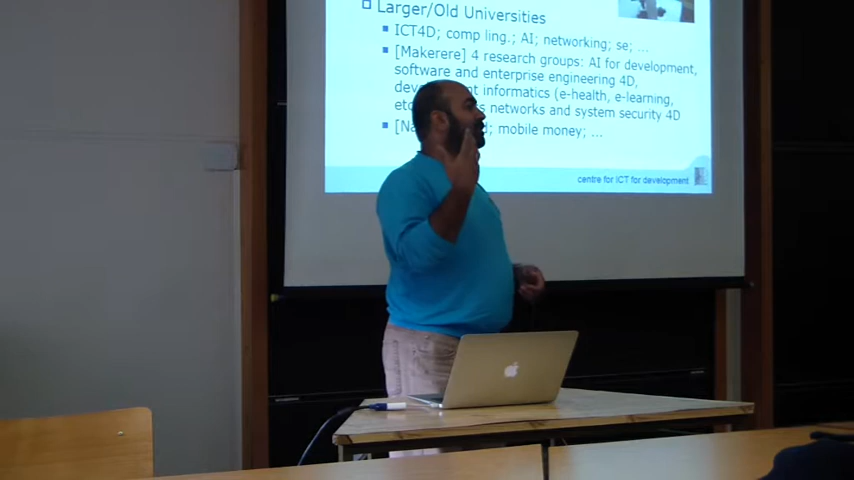 Larger/Old Universities
ICT4D; comp ling.; AI; networking; se; ...
[Makerere] 4 research groups: AI for development,
software and enterprise engineering 4D,
informatics (e-health, e-learning,
networks and system security 4D
mobile money; ...
centre for ICT for development